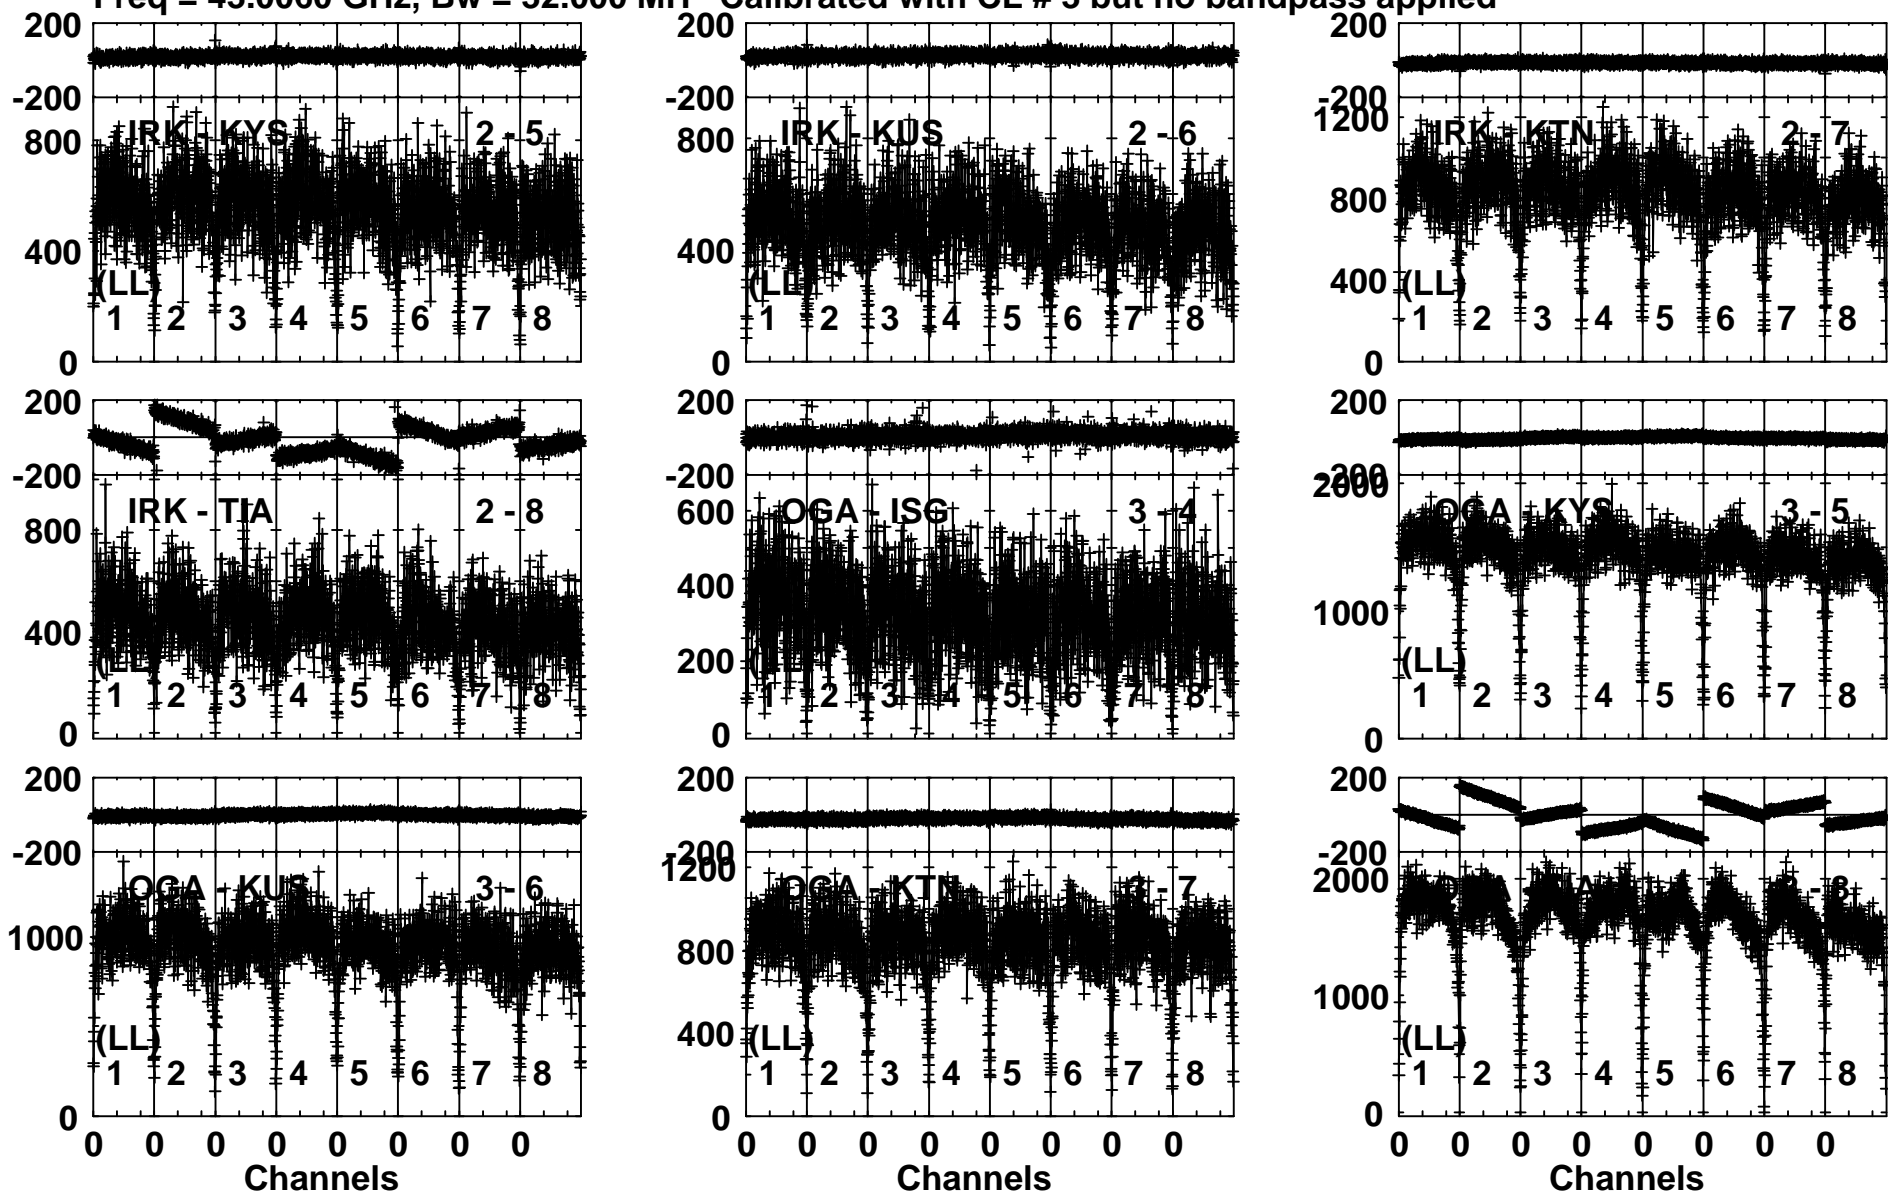 Freq = 43.0060 GHz, Bw = 32.000 MH Calibrated with CL # 3 but no bandpass applied
200 200 200
-200 -200 -200
800 IRK - KYS 2 - 5 800 IRK - KUS 2 - 6 1200 IRK - KTN 2 - 7
800
400 400 400
(LL) (LL) (LL)
1 2 3 4 5 6 7 8 1 2 3 4 5 6 7 8 1 2 3 4 5 6 7 8
0 0 0
200 200 200
-200 -200 -200
800 IRK - TIA 2 - 8 600 OGA - ISG 3 - 4 2000 OGA - KYS 3 - 5
400 400 1000
200
(LL) (LL) (LL)
1 2 3 4 5 6 7 8 1 2 3 4 5 6 7 8 1 2 3 4 5 6 7 8
0 0 0
200 200 200
-200 -200 -200
OGA - KUS 3 - 6 1200 OGA - KTN 3 - 7 2000 OGA - TIA 3 - 8
1000 800 1000
400
(LL) (LL) (LL)
1 2 3 4 5 6 7 8 1 2 3 4 5 6 7 8 1 2 3 4 5 6 7 8
0 0 0
0 0 0 0 0 0 0 0 0 0 0 0 0 0 0 0 0 0 0 0 0 0 0 0
Channels Channels Channels